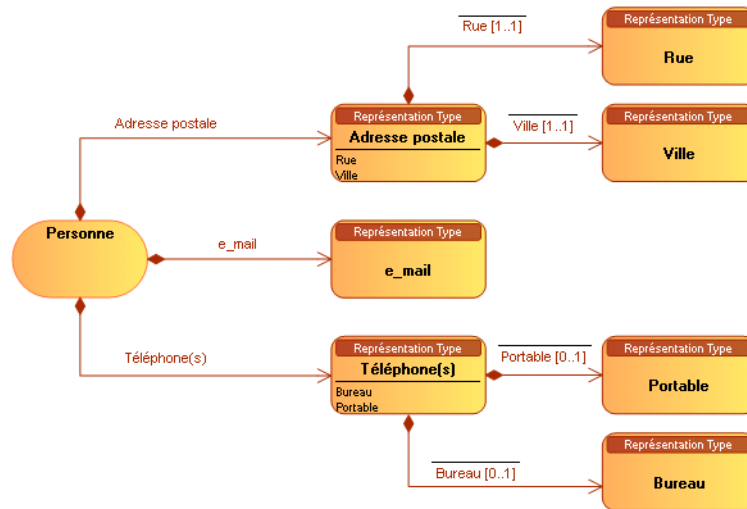 Rue [1..1]
Représentation Type
Rue
Adresse postale
Représentation Type
Adresse postale
Rue
Ville
Ville [1..1]
Représentation Type
Ville
Personne
e_mail
Représentation Type
e_mail
Téléphone(s)
Représentation Type
Téléphone(s)
Bureau
Portable
Portable [0..1]
Représentation Type
Portable
Bureau [0..1]
Représentation Type
Bureau